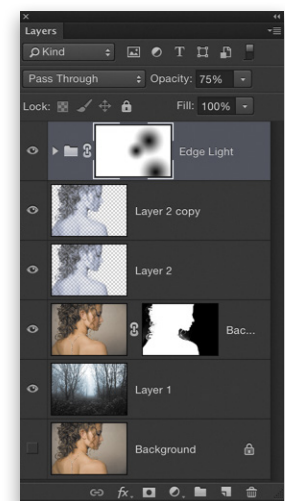 Layers
Kind T
Pass Through Opacity: 75%
Lock: Fill: 100%
Edge Light
Layer 2 copy
Layer 2
Bac...
Layer 1
Background
fx.